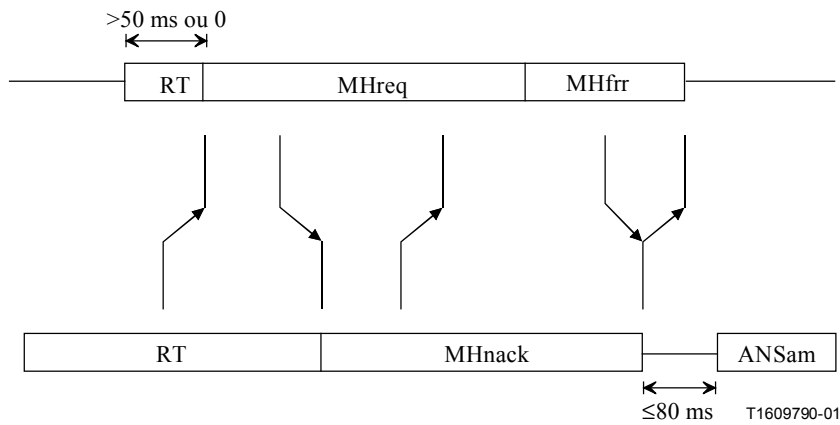 >50 ms ou 0
RT MHreq MHfrr
RT MHnack ANSam
≤80 ms
T1609790-01